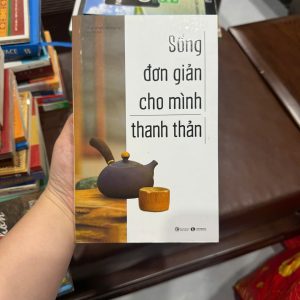 Sống
đơn giản
cho mình
thanh thản